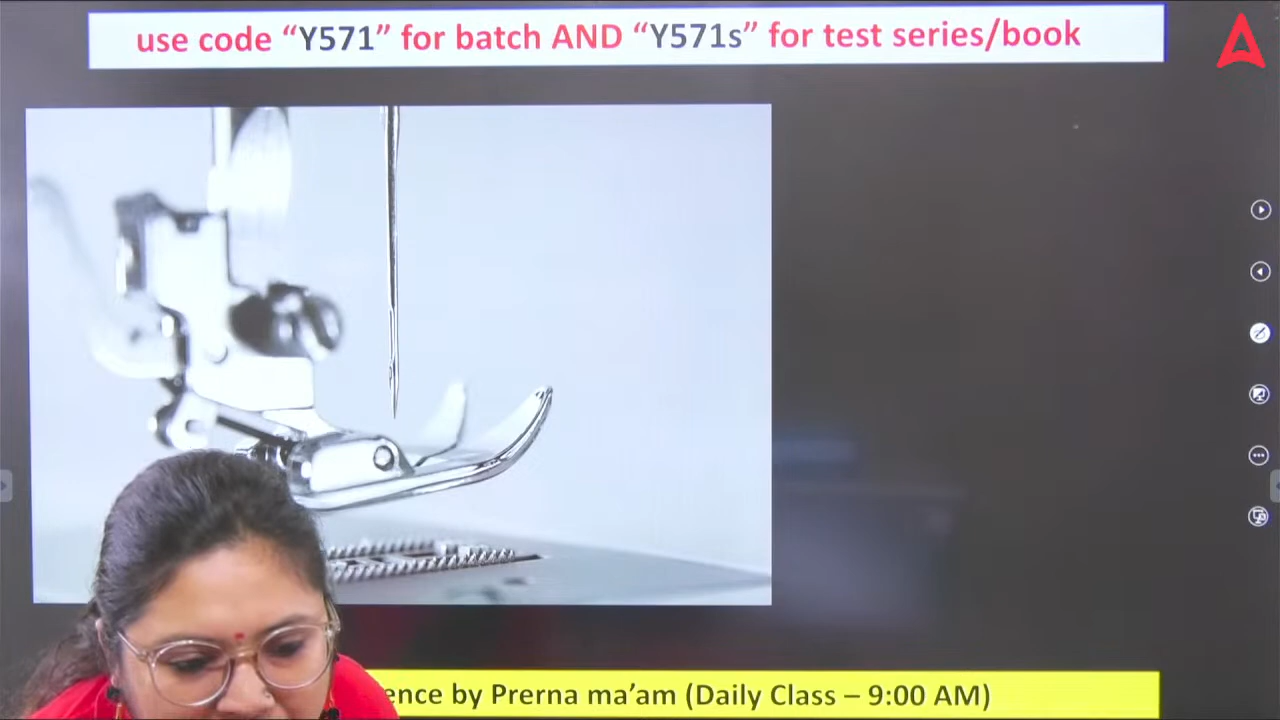 use code “Y571” for batch AND “Y571s” for test series/book
by Prerna ma’am (Daily Class – 9:00 AM)